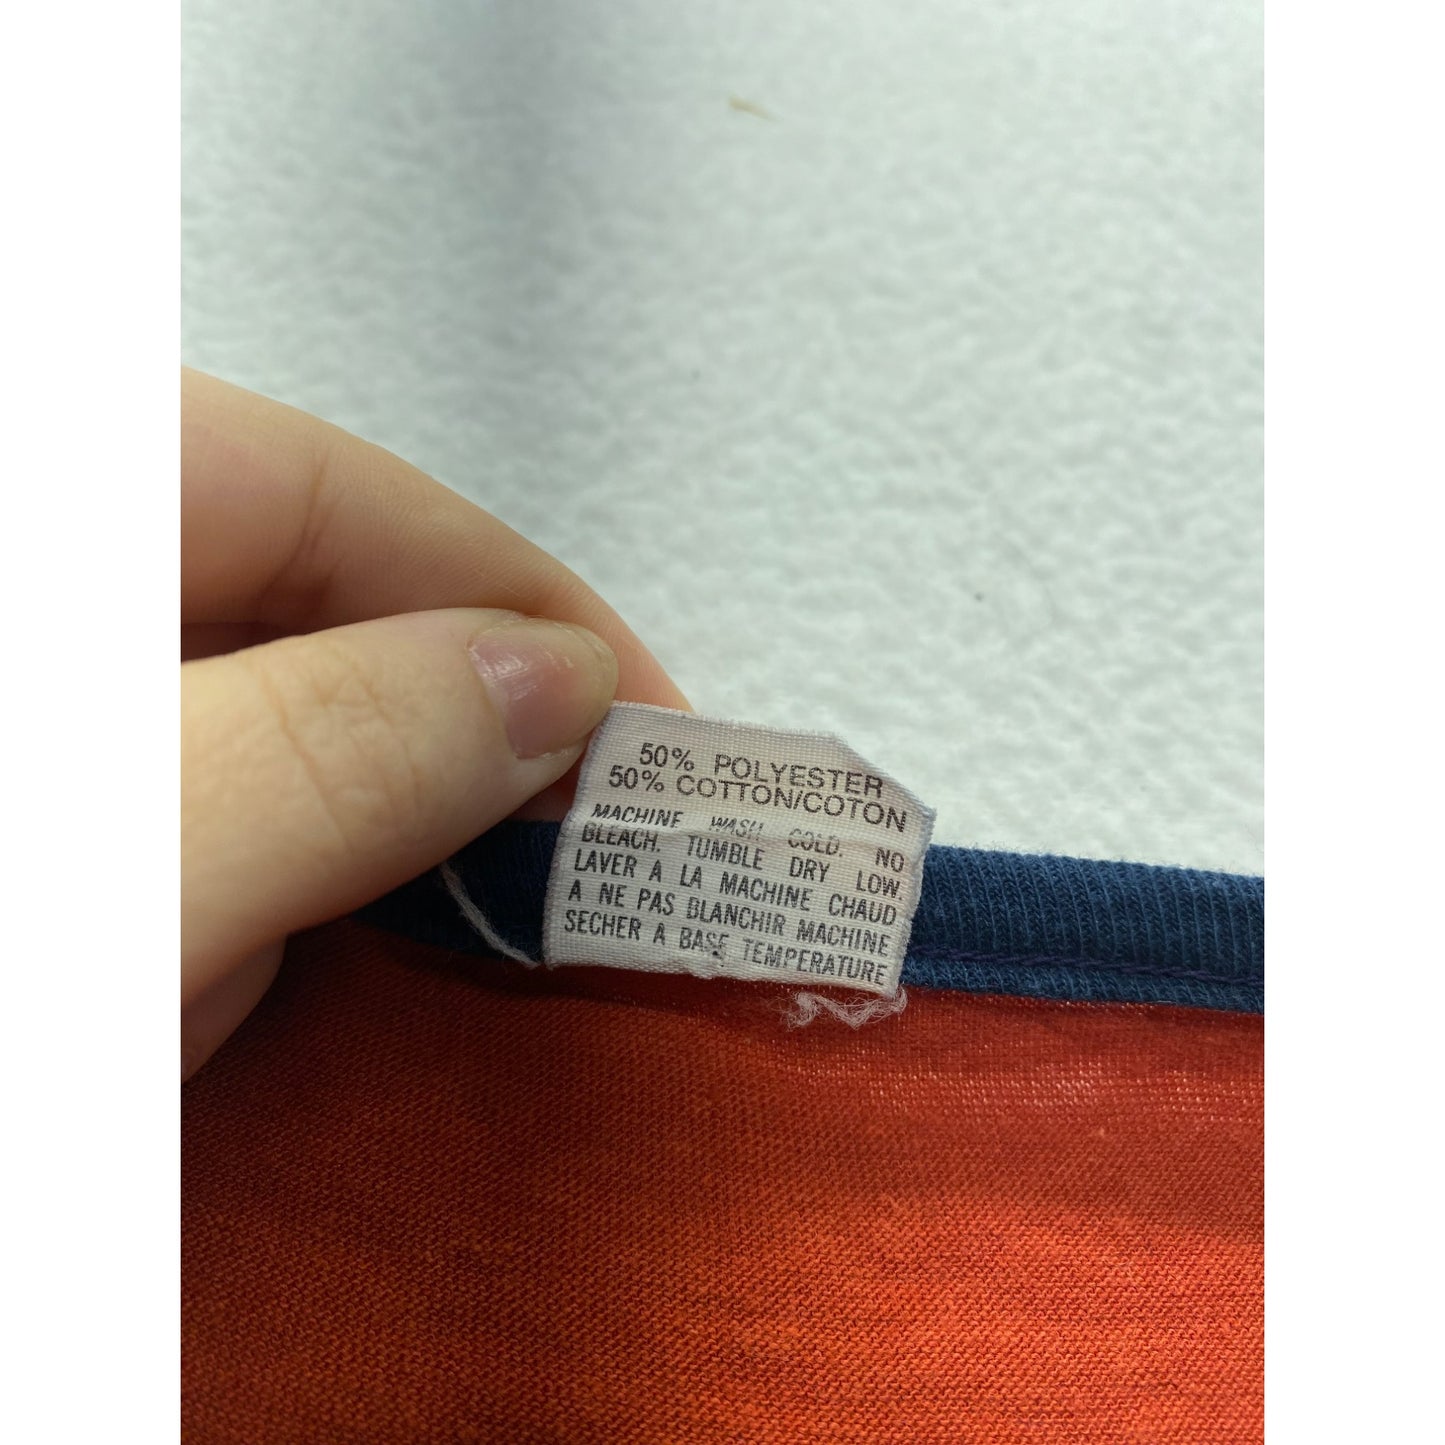 50% POLYESTER
50% COTTON/COTON
MACHINE WASH COLD. NO
BLEACH. TUMBLE DRY LOW.
LAVER A LA MACHINE CHAUD
A NE PAS BLANCHIR MACHINE
SECHER A BASE TEMPERATURE